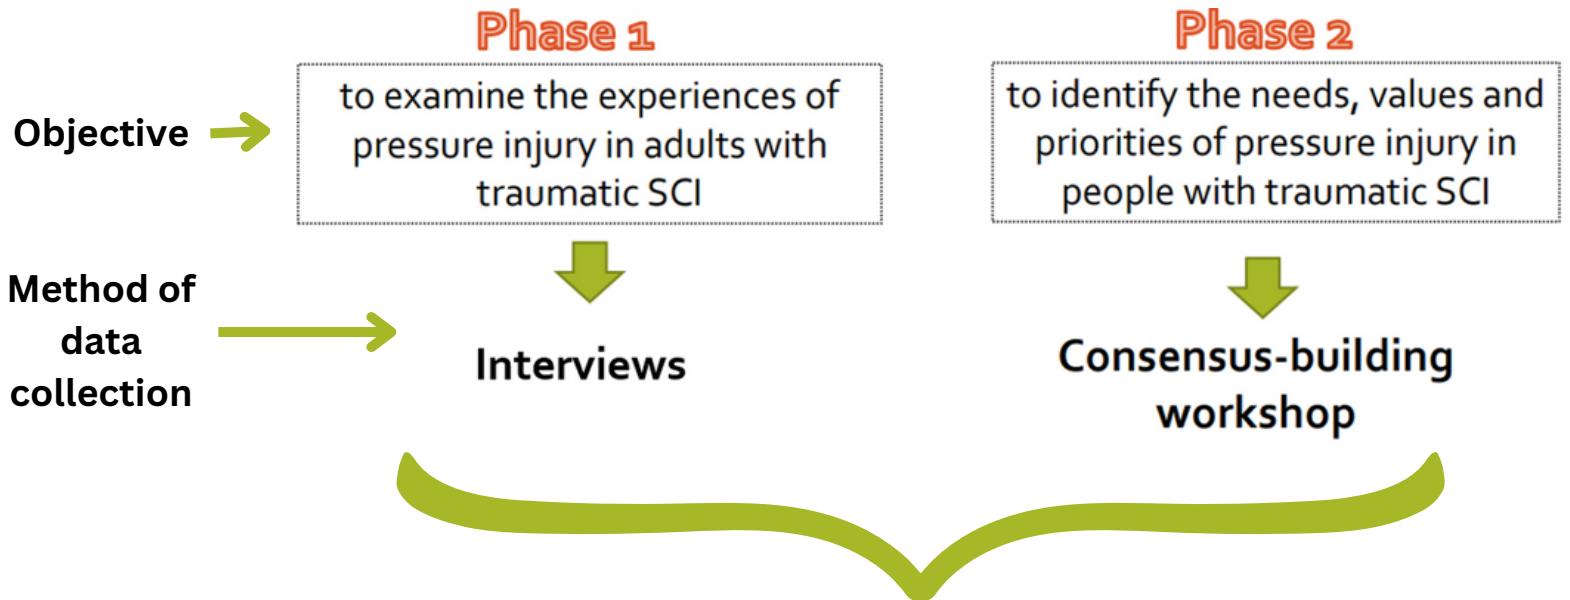 Phase 1
Phase 2
Objective
to examine the experiences of
pressure injury in adults with
traumatic SCI
to identify the needs, values and
priorities of pressure injury in
people with traumatic SCI
Method of
data
collection
Interviews
Consensus-building
workshop